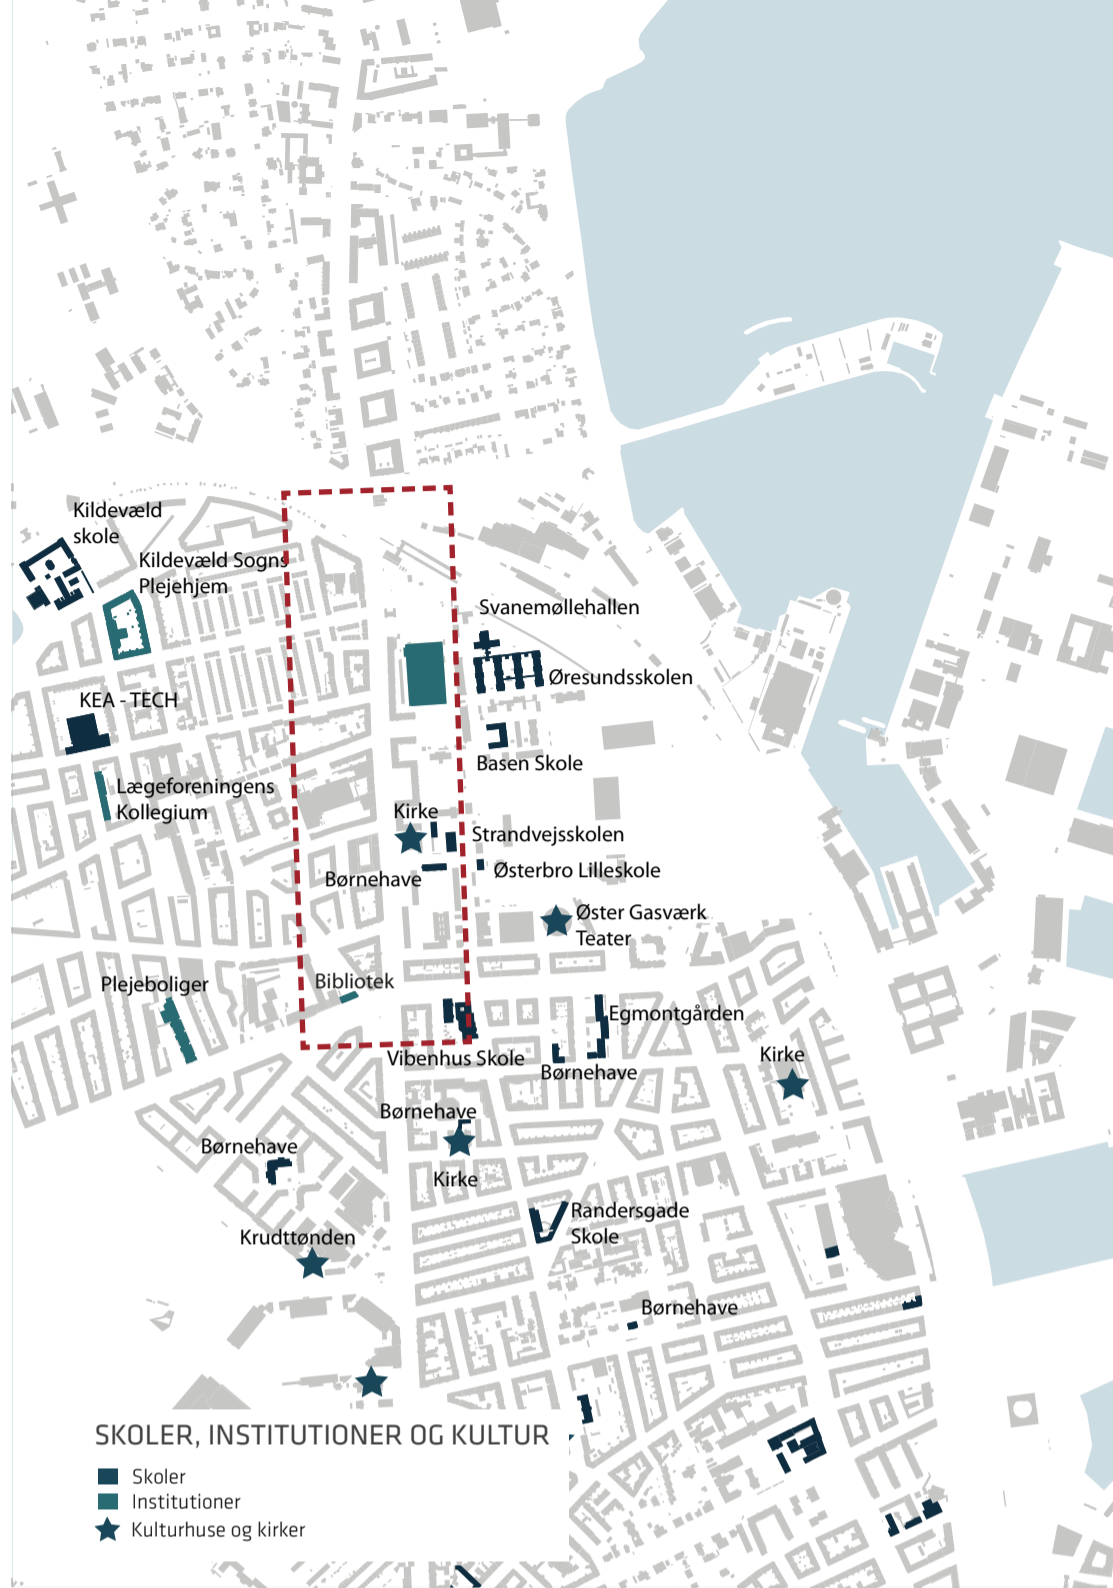 Kildevæld
skole
Kildevæld Sogns
Plejehjem
Svanemøllehallen
Øresundsskolen
KEA - TECH
Basen Skole
Lægeforeningens
Kollegium
Kirke
Strandvejsskolen
Østerbro Lilleskole
Børnehave
Øster Gasværk
Teater
Bibliotek
Plejeboliger
Egmontgården
Vibenhus Skole
Kirke
Børnehave
Børnehave
Børnehave
Kirke
Randersgade
Skole
Krudttønden
Børnehave
SKOLER, INSTITUTIONER OG KULTUR
Skoler
Institutioner
Kulturhuse og kirker